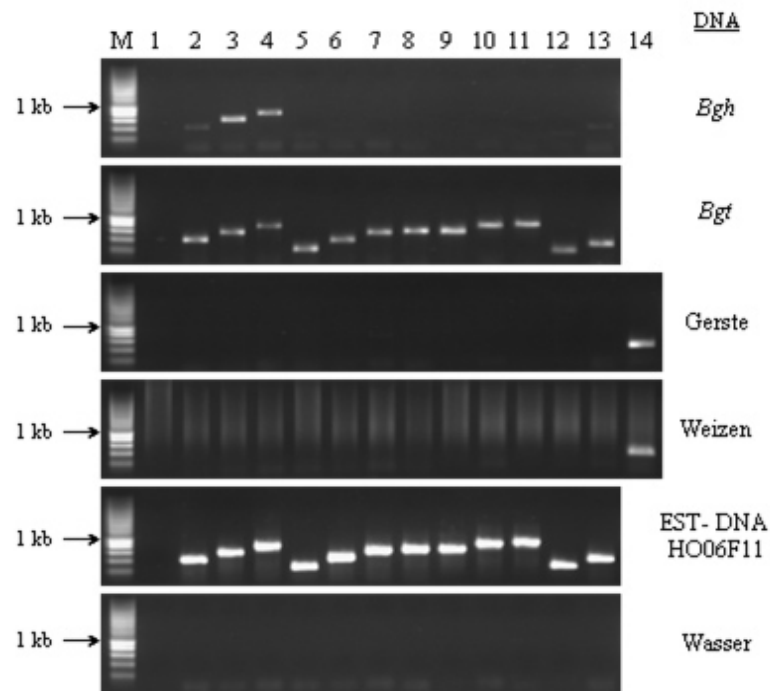 DNA
M 1 2 3 4 5 6 7 8 9 10 11 12 13 14
1 kb Bgh
1 kb Bgt
1 kb Gerste
1 kb Weizen
1 kb EST- DNA
HO06F11
1 kb Wasser